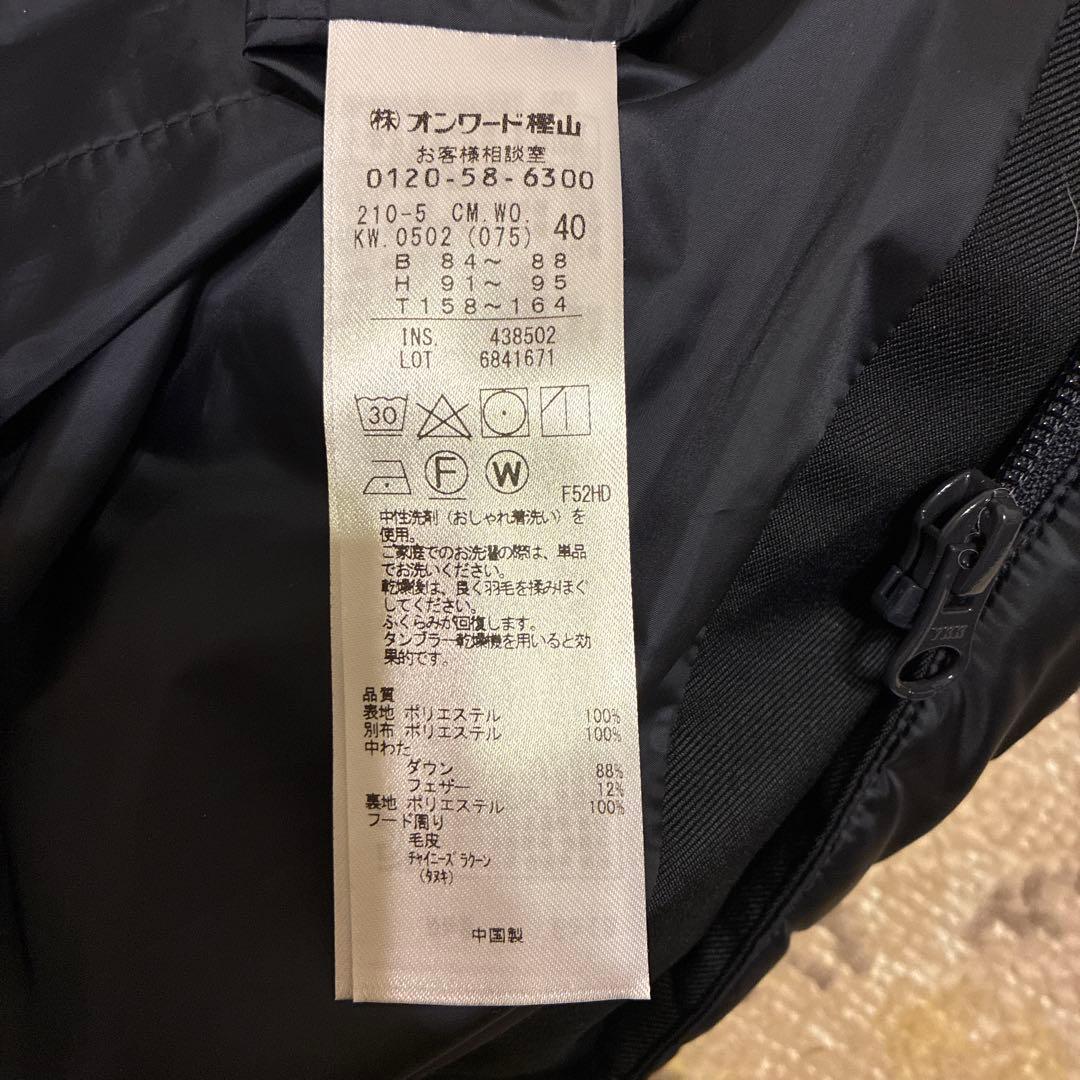 (株)オンワード樫山
お客様相談室
0120-58-6300
210-5 CM.WO.
KW.0502 (075) 40
B 84～ 88
H 91～ 95
T158～164
INS. 438502
LOT 6841671
30
F W F52HD
中性洗剤（おしゃれ着洗い）を
使用。
ご家庭でのお洗濯の際は、単品
でお洗いください。
乾燥後は、良く羽毛を揉みほぐ
してください。
ふくらみが回復します。
タンブラー乾燥機を用いると効
果的です。
品質
表地 ポリエステル 100%
別布 ポリエステル 100%
中わた
ダウン 88%
フェザー 12%
裏地 ポリエステル 100%
フード周り
毛皮
チャイニーズラクーン
(タヌキ)
中国製
YKK